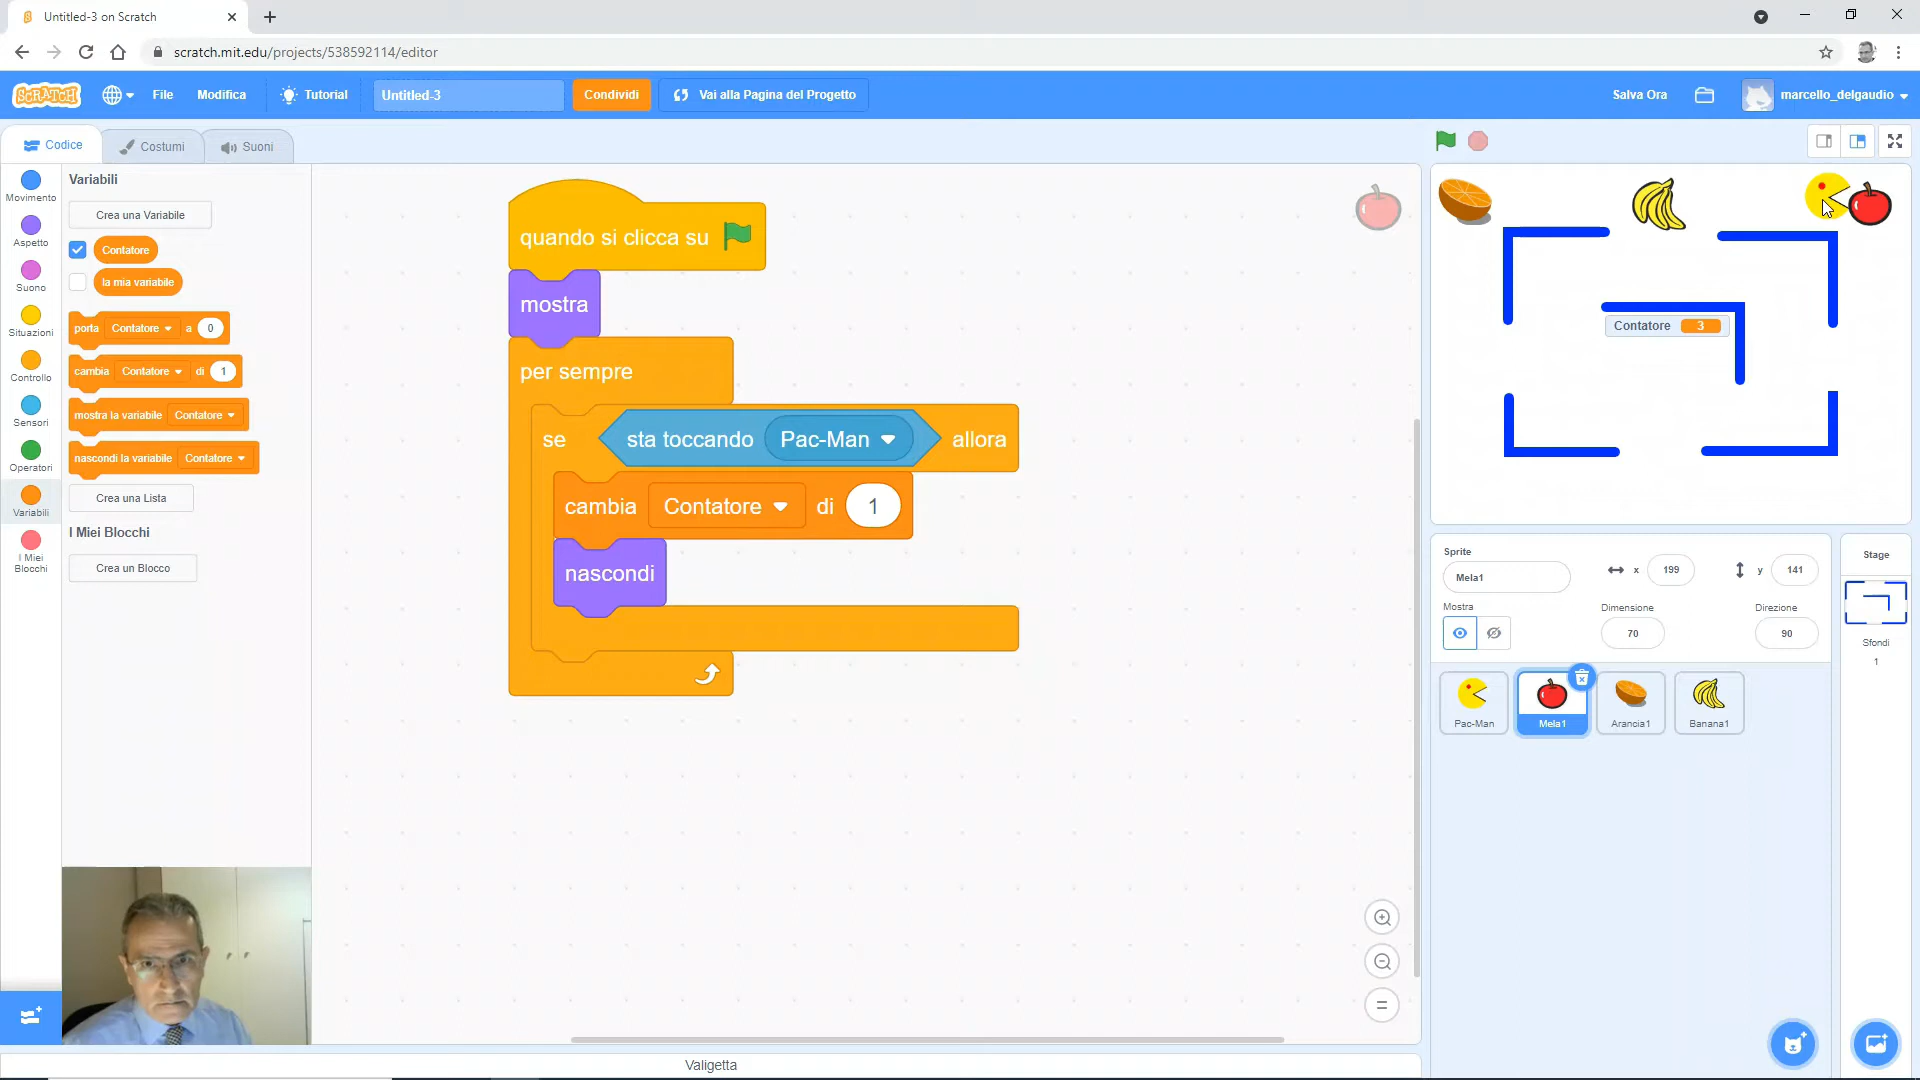 Untitled-3 on Scratch
scratch.mit.edu/projects/538592114/editor
SCRATCH
File
Modifica
Tutorial
Untitled-3
Condividi
Vai alla Pagina del Progetto
Salva Ora
marcello_delgaudio
Codice
Costumi
Suoni
Movimento
Aspetto
Suono
Situazioni
Controllo
Sensori
Operatori
Variabili
I Miei
Blocchi
Variabili
Crea una Variabile
Contatore
la mia variabile
porta Contatore a 0
cambia Contatore di 1
mostra la variabile Contatore
nascondi la variabile Contatore
Crea una Lista
I Miei Blocchi
Crea un Blocco
quando si clicca su
mostra
per sempre
se sta toccando Pac-Man allora
cambia Contatore di 1
nascondi
Valigetta
Contatore 3
Sprite
Mela1
x 199
y 141
Mostra
Dimensione
70
Direzione
90
Pac-Man
Mela1
Arancia1
Banana1
Stage
Sfondi
1